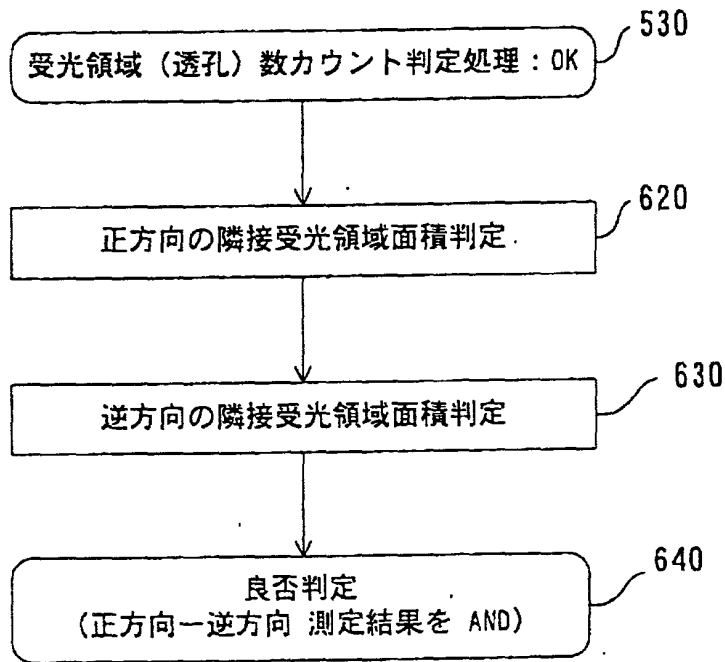 530
受光領域（透孔）数カウント判定処理：OK
620
正方向の隣接受光領域面積判定
630
逆方向の隣接受光領域面積判定
640
良否判定
(正方向ー逆方向 測定結果を AND)